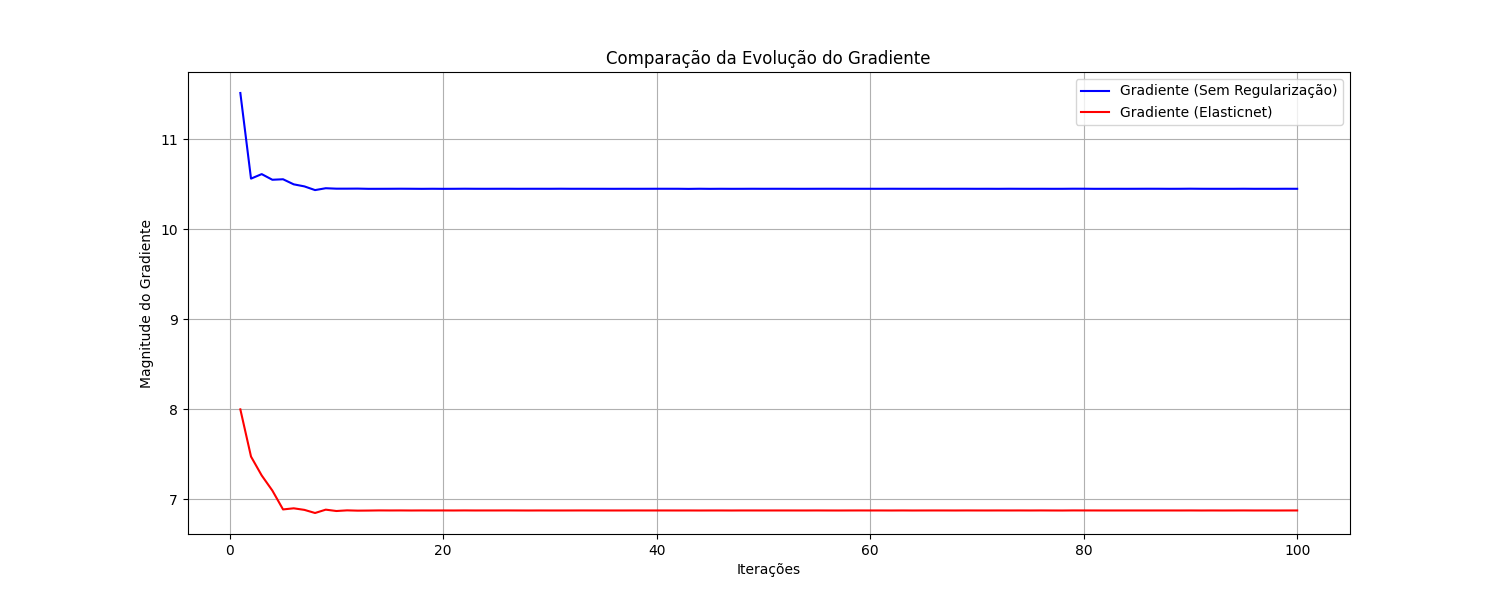 Comparação da Evolução do Gradiente
Gradiente (Sem Regularização)
Gradiente (Elasticnet)
Magnitude do Gradiente
11
10
9
8
7
0 20 40 60 80 100
Iterações